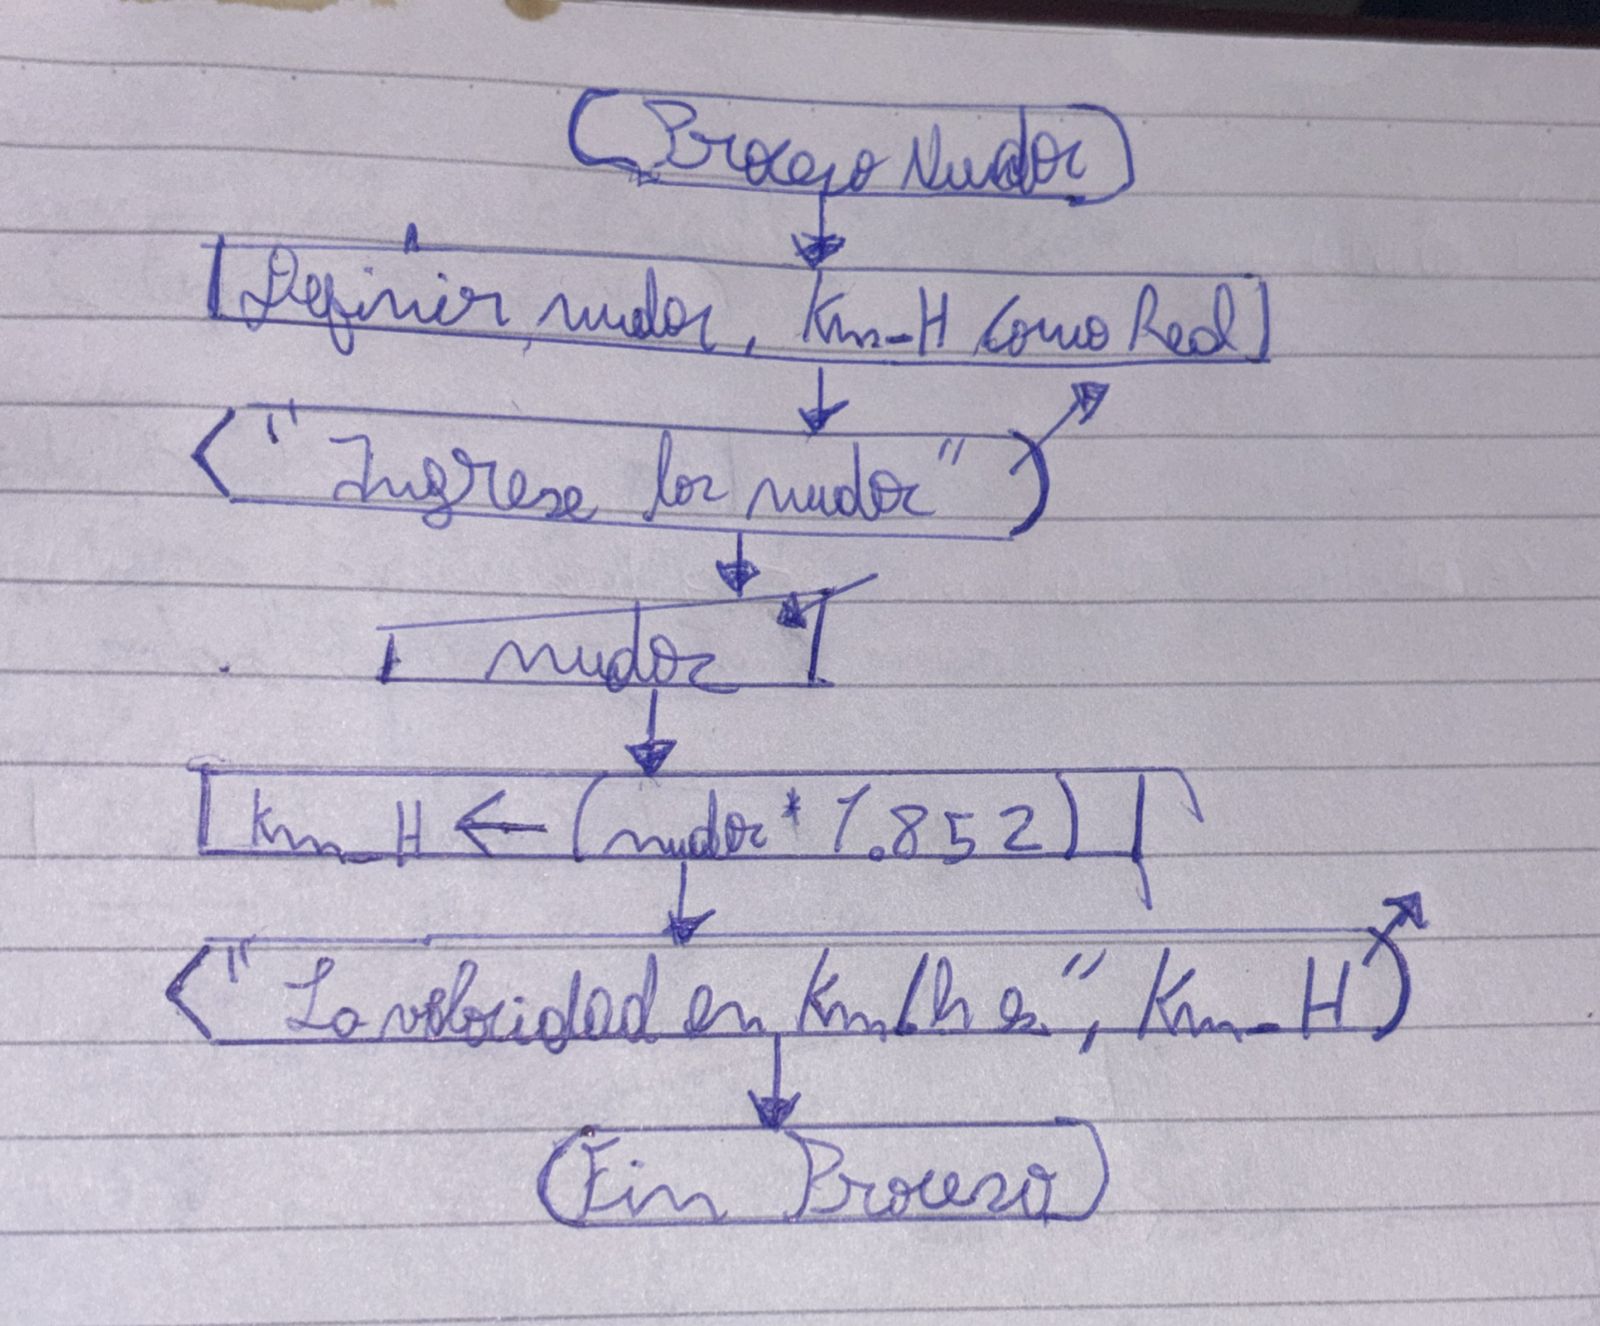 Proceso Nudos
Definir nudos, Km_H Como Real
"Ingrese los nudos"
nudos
Km_H ← (nudos * 1.852)
"La velocidad en Km/h es", Km_H
Fin Proceso